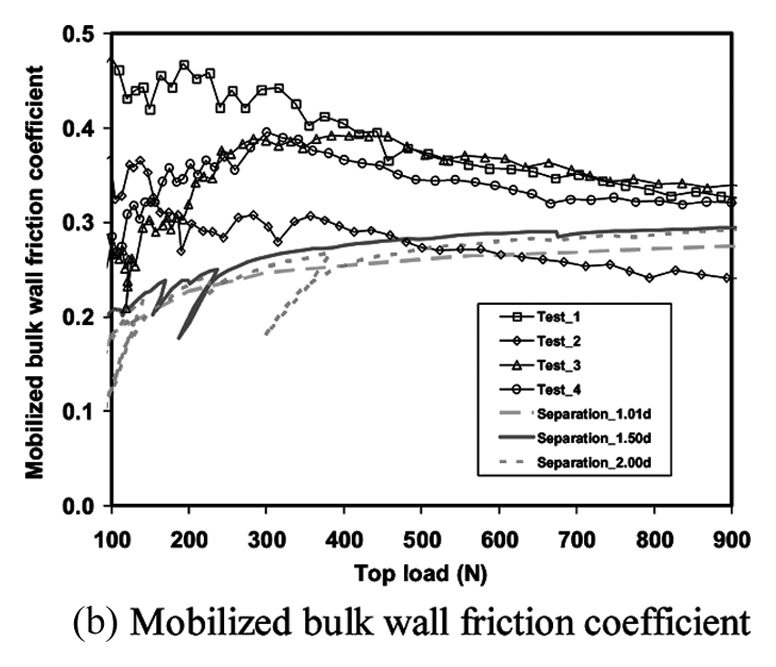 Mobilized bulk wall friction coefficient
0.5
0.4
0.3
0.2
0.1
0.0
100 200 300 400 500 600 700 800 900
Top load (N)
Test_1
Test_2
Test_3
Test_4
Separation_1.01d
Separation_1.50d
Separation_2.00d
(b) Mobilized bulk wall friction coefficient